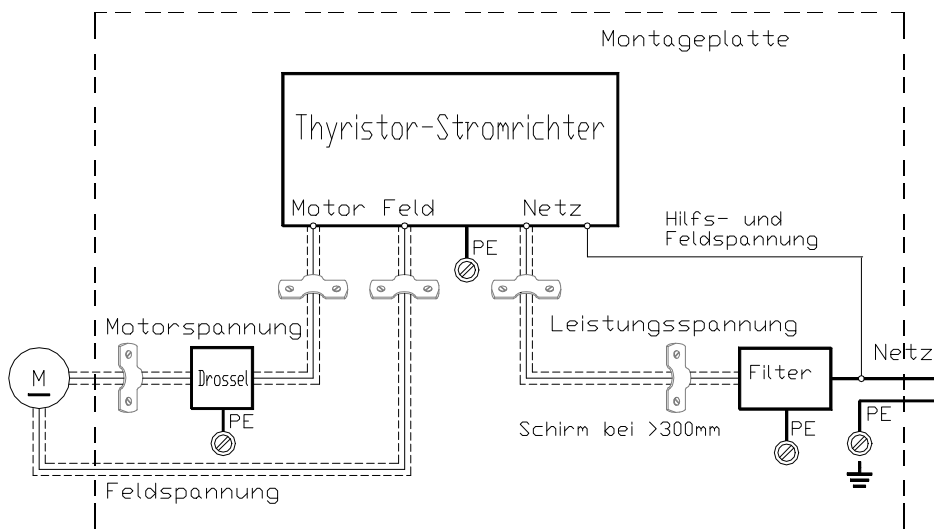 Montageplatte
Thyristor-Stromrichter
Motor Feld Netz
PE
Hilfs- und
Feldspannung
Motorspannung
Leistungsspannung
Netz
M
Drossel
Filter
PE
PE
PE
Schirm bei >300mm
Feldspannung